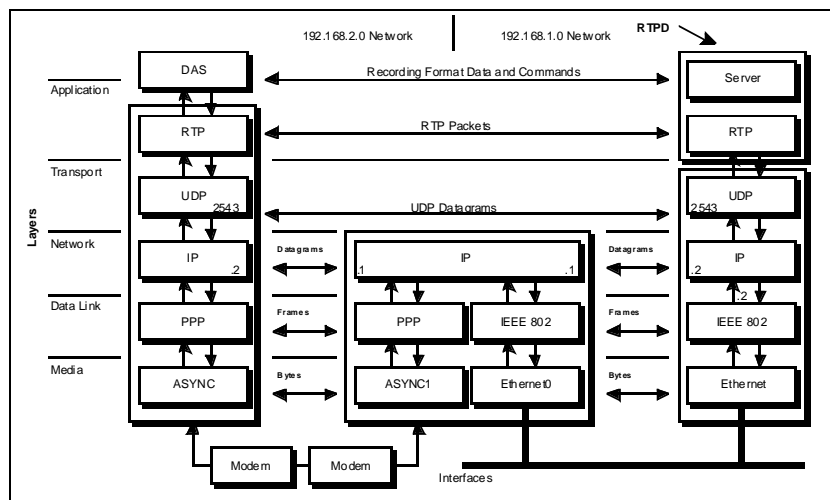 192.168.2.0 Network
192.168.1.0 Network
RTPD
DAS
Recording Format Data and Commands
Server
Application
RTP
RTP Packets
RTP
Transport
UDP
2543
UDP Datagrams
UDP
2543
Layers
Network
IP
.2
Datagrams
.1
IP
.1
Datagrams
IP
.2
.2
Data Link
PPP
Frames
PPP
IEEE 802
Frames
IEEE 802
Media
ASYNC
Bytes
ASYNC1
Ethernet0
Bytes
Ethernet
Modem
Modem
Interfaces